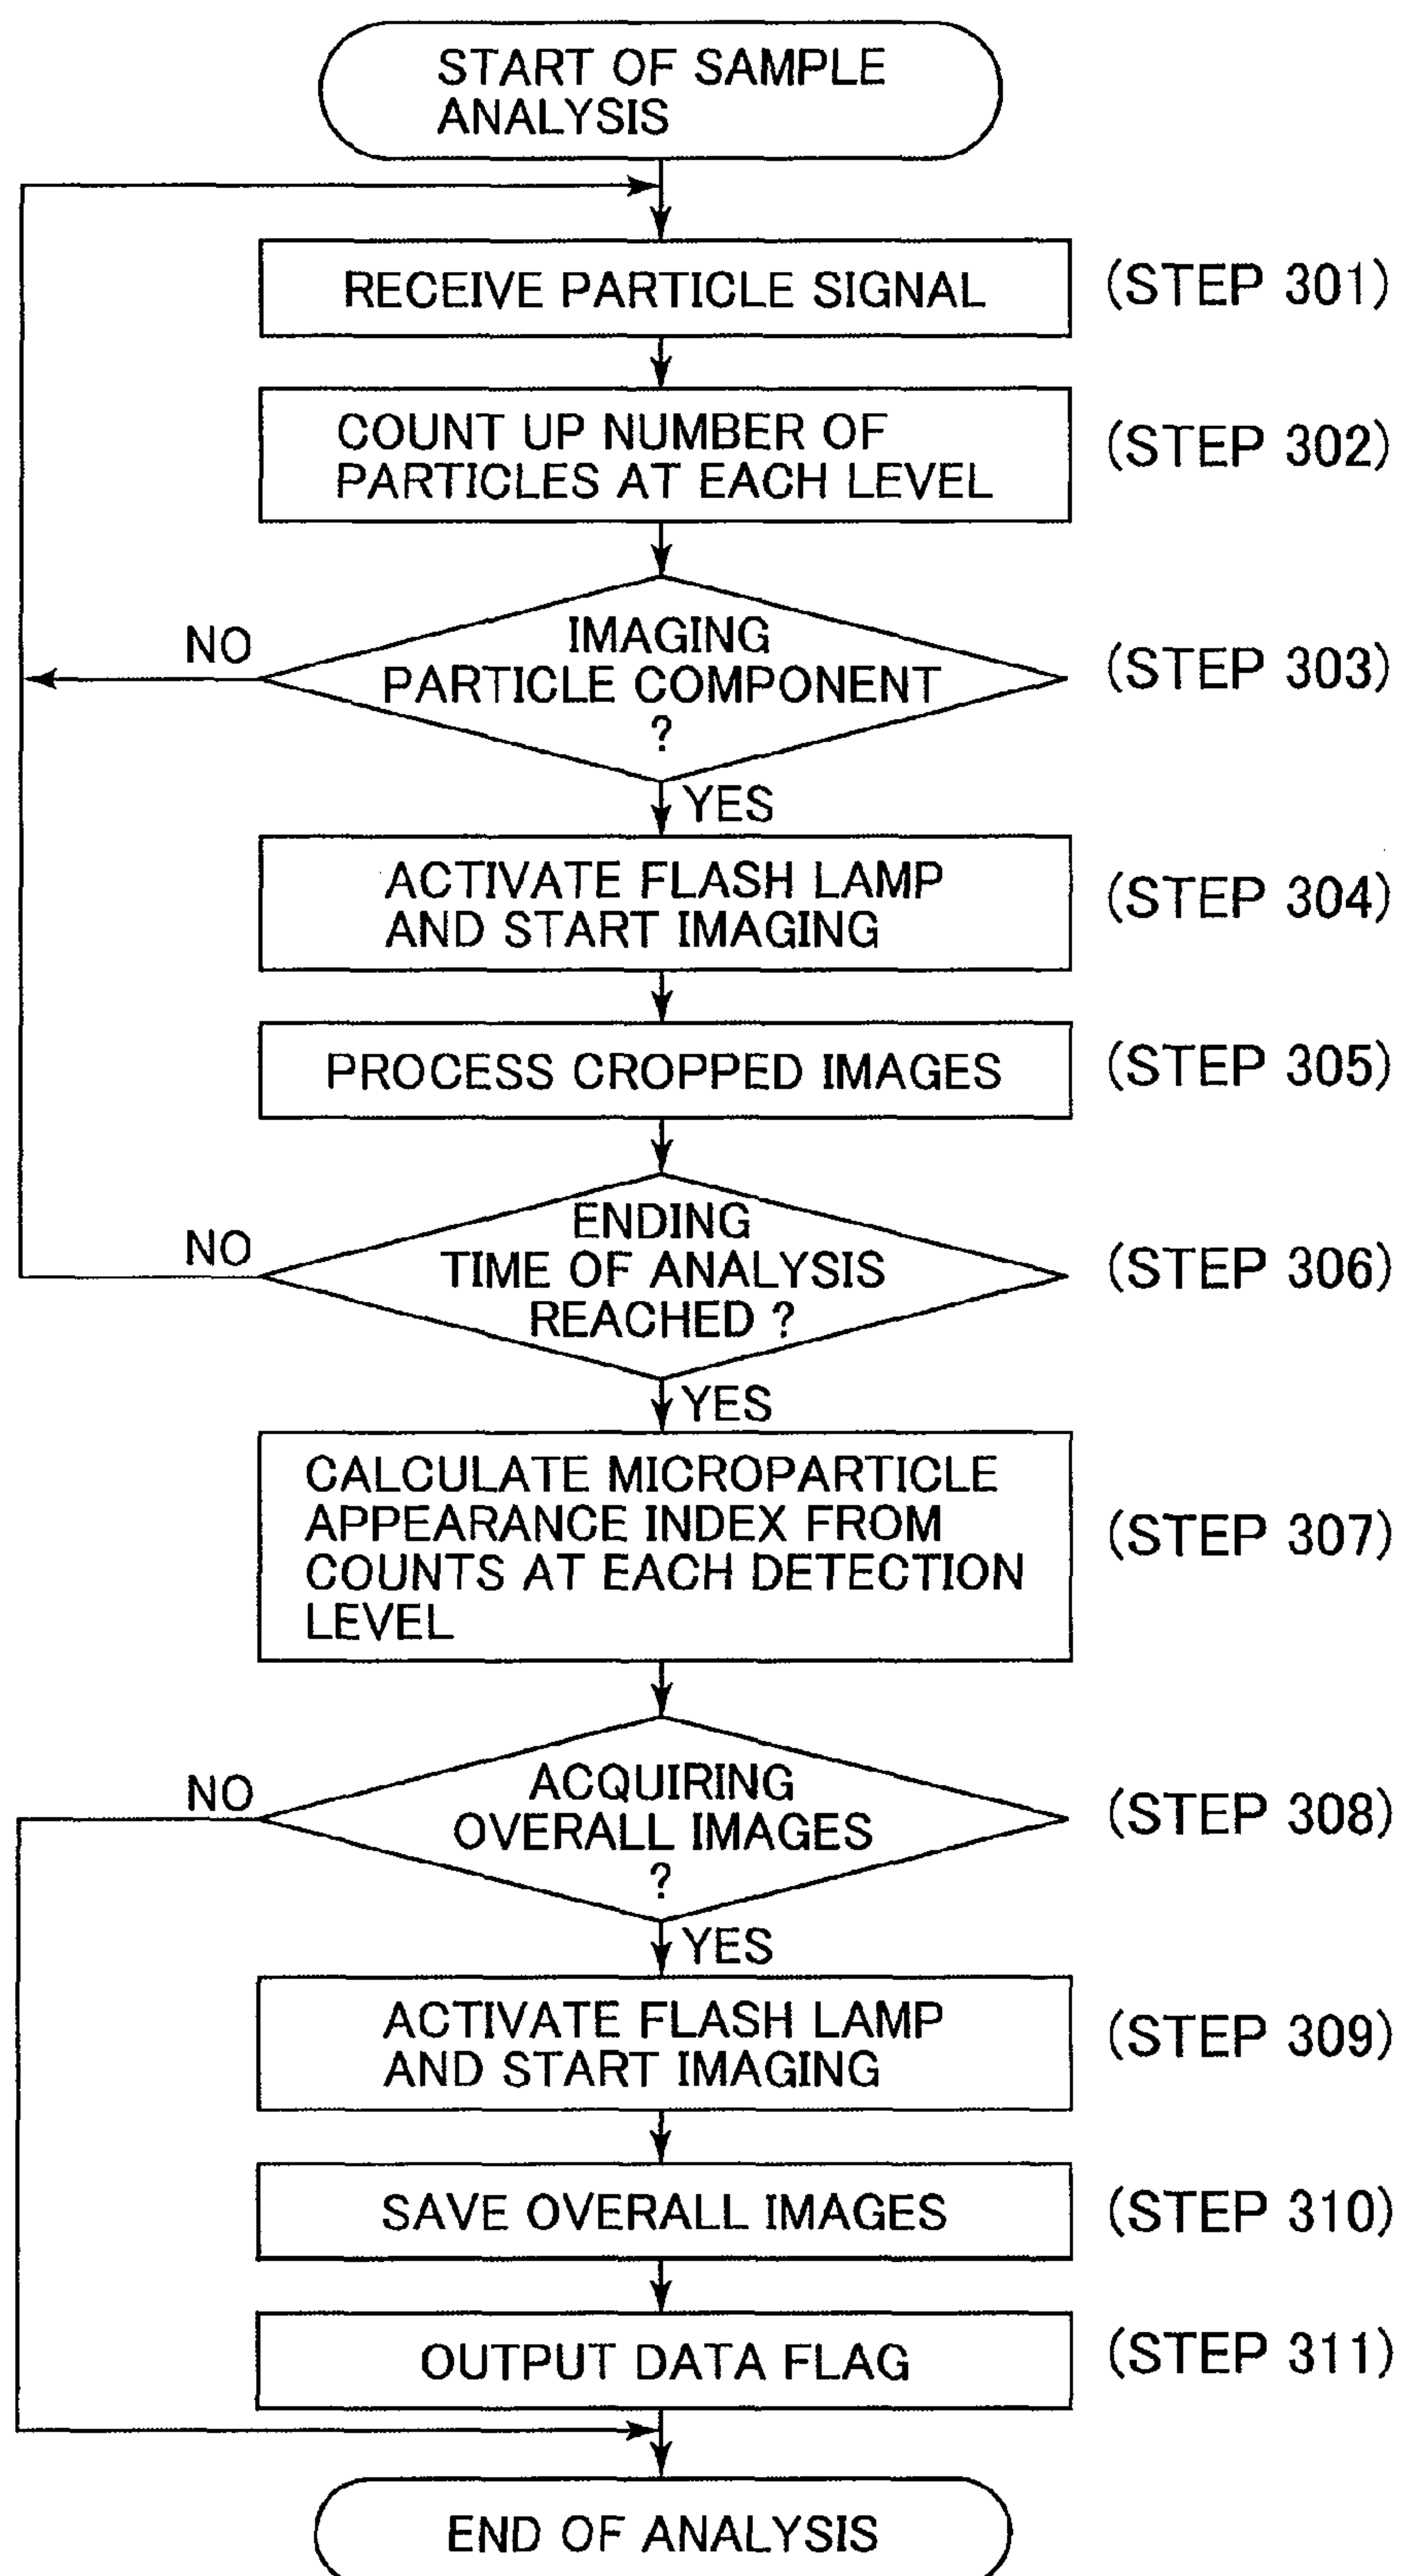 START OF SAMPLE
ANALYSIS
RECEIVE PARTICLE SIGNAL
(STEP 301)
COUNT UP NUMBER OF
PARTICLES AT EACH LEVEL
(STEP 302)
NO
IMAGING
PARTICLE COMPONENT
?
(STEP 303)
YES
ACTIVATE FLASH LAMP
AND START IMAGING
(STEP 304)
PROCESS CROPPED IMAGES
(STEP 305)
NO
ENDING
TIME OF ANALYSIS
REACHED ?
(STEP 306)
YES
CALCULATE MICROPARTICLE
APPEARANCE INDEX FROM
COUNTS AT EACH DETECTION
LEVEL
(STEP 307)
NO
ACQUIRING
OVERALL IMAGES
?
(STEP 308)
YES
ACTIVATE FLASH LAMP
AND START IMAGING
(STEP 309)
SAVE OVERALL IMAGES
(STEP 310)
OUTPUT DATA FLAG
(STEP 311)
END OF ANALYSIS